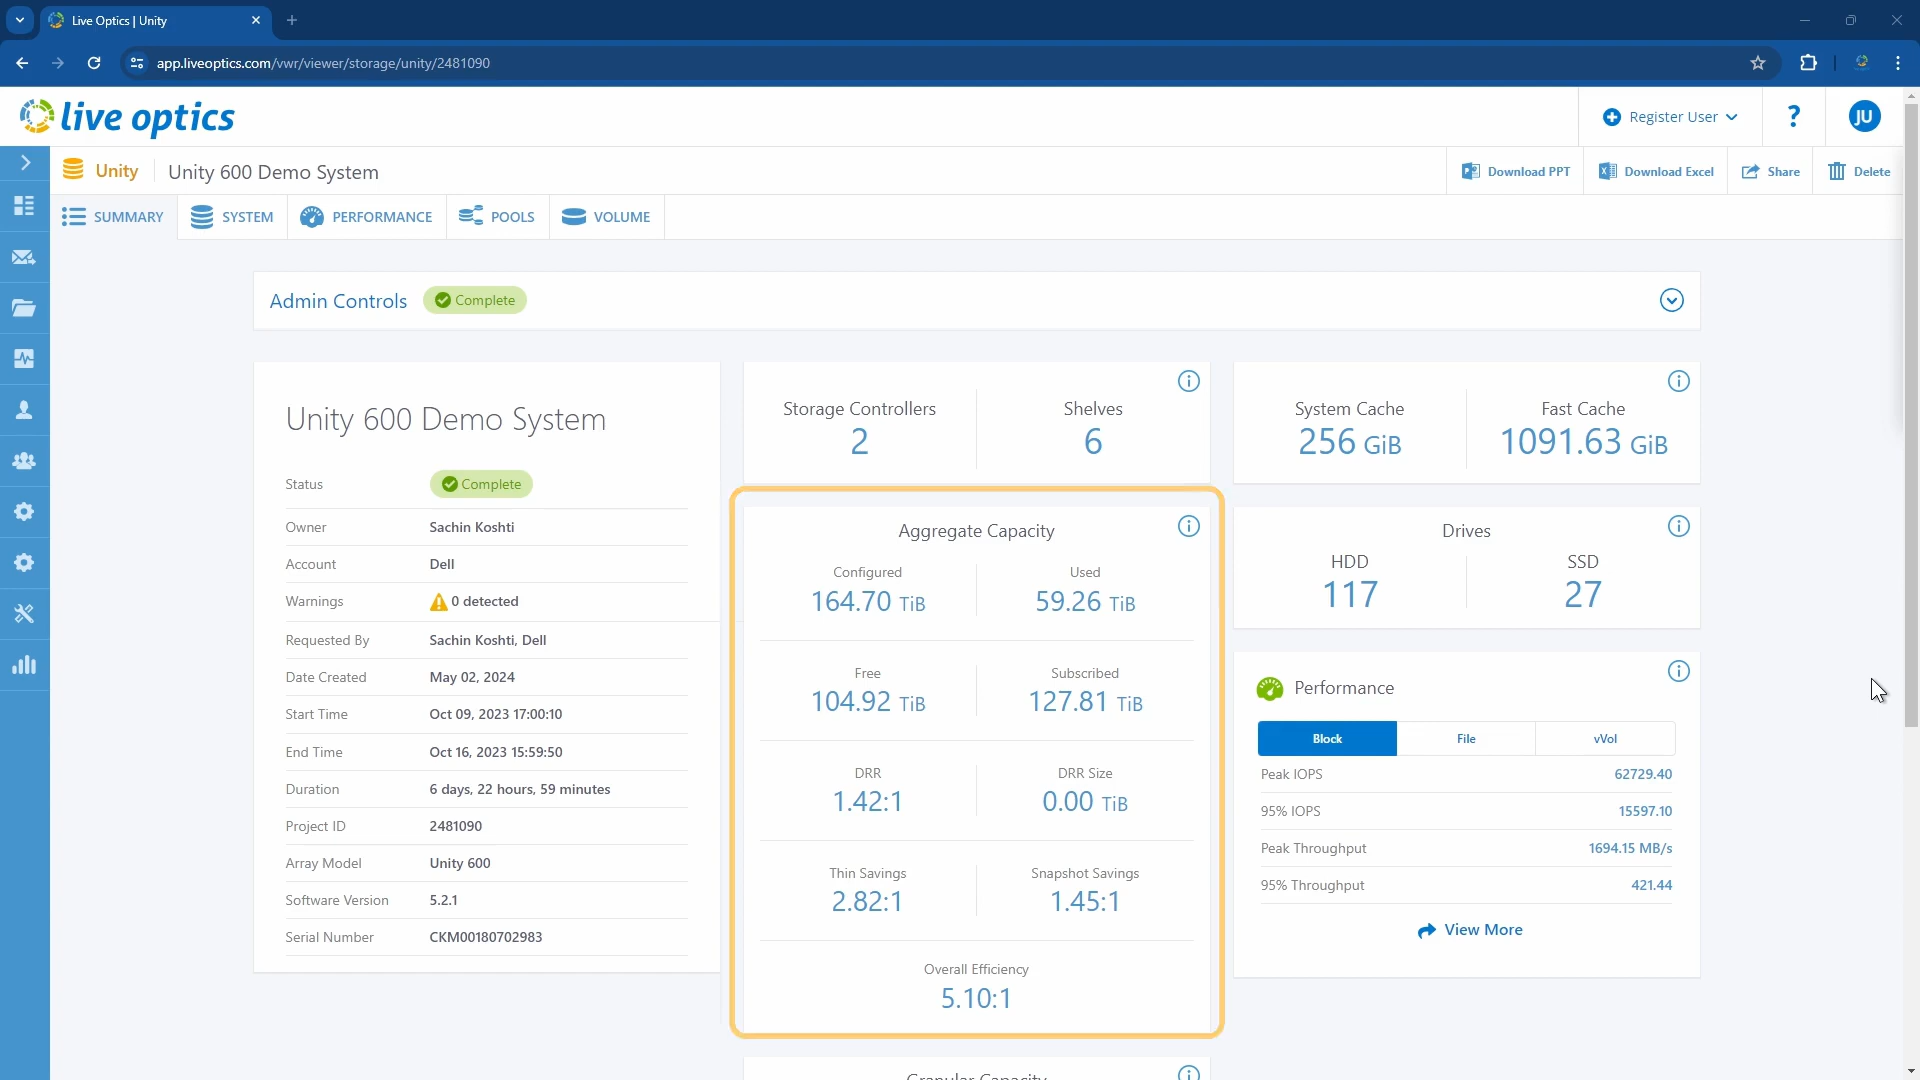 Live Optics | Unity
app.liveoptics.com/vwr/viewer/storage/unity/2481090
live optics
Register User
?
JU
Unity
Unity 600 Demo System
Download PPT
Download Excel
Share
Delete
SUMMARY
SYSTEM
PERFORMANCE
POOLS
VOLUME
Admin Controls
Complete
Unity 600 Demo System
Status Complete
Owner Sachin Koshti
Account Dell
Warnings 0 detected
Requested By Sachin Koshti, Dell
Date Created May 02, 2024
Start Time Oct 09, 2023 17:00:10
End Time Oct 16, 2023 15:59:50
Duration 6 days, 22 hours, 59 minutes
Project ID 2481090
Array Model Unity 600
Software Version 5.2.1
Serial Number CKM00180702983
Storage Controllers
2
Shelves
6
Aggregate Capacity
Configured
164.70 TiB
Used
59.26 TiB
Free
104.92 TiB
Subscribed
127.81 TiB
DRR
1.42:1
DRR Size
0.00 TiB
Thin Savings
2.82:1
Snapshot Savings
1.45:1
Overall Efficiency
5.10:1
Granular Capacity
System Cache
256 GiB
Fast Cache
1091.63 GiB
Drives
HDD
117
SSD
27
Performance
Block
File
vVol
Peak IOPS 62729.40
95% IOPS 15597.10
Peak Throughput 1694.15 MB/s
95% Throughput 421.44
View More